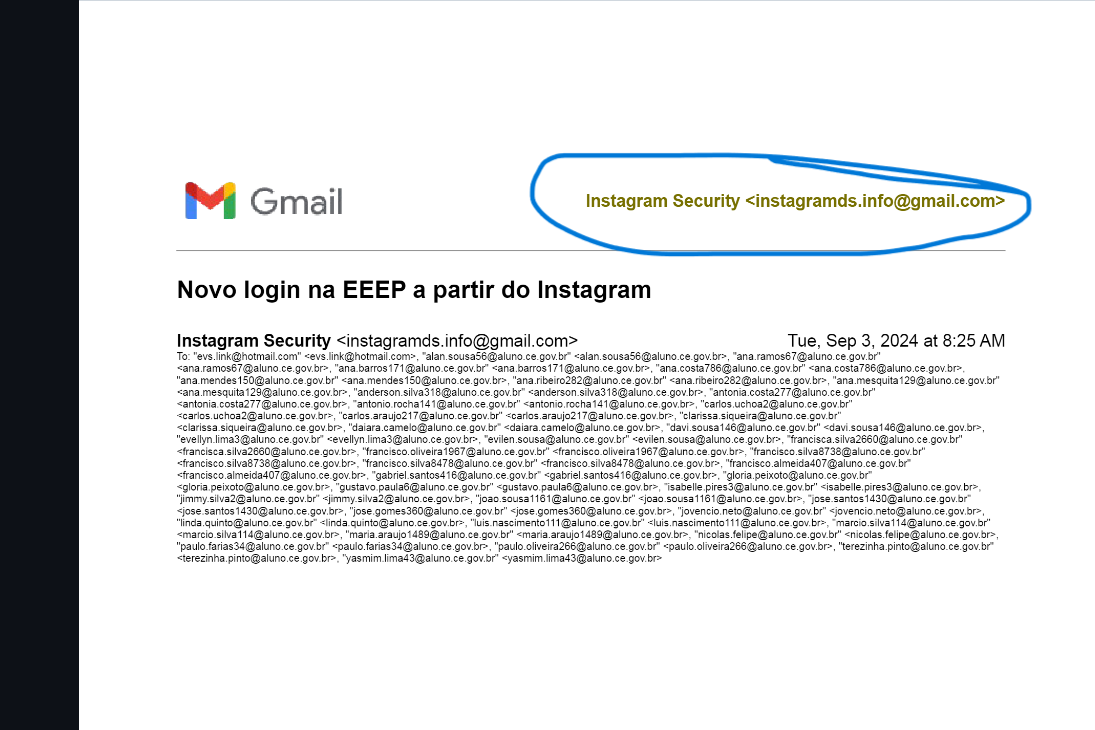 Gmail
Instagram Security <instagramds.info@gmail.com>
Novo login na EEEP a partir do Instagram
Instagram Security <instagramds.info@gmail.com> Tue, Sep 3, 2024 at 8:25 AM
To: "evs.link@hotmail.com" <evs.link@hotmail.com>, "alan.sousa56@aluno.ce.gov.br" <alan.sousa56@aluno.ce.gov.br>, "ana.ramos67@aluno.ce.gov.br"
<ana.ramos67@aluno.ce.gov.br>, "ana.barros171@aluno.ce.gov.br" <ana.barros171@aluno.ce.gov.br>, "ana.costa786@aluno.ce.gov.br" <ana.costa786@aluno.ce.gov.br>,
"ana.mendes150@aluno.ce.gov.br" <ana.mendes150@aluno.ce.gov.br>, "ana.ribeiro282@aluno.ce.gov.br" <ana.ribeiro282@aluno.ce.gov.br>, "ana.mesquita129@aluno.ce.gov.br"
<ana.mesquita129@aluno.ce.gov.br>, "anderson.silva318@aluno.ce.gov.br" <anderson.silva318@aluno.ce.gov.br>, "antonia.costa277@aluno.ce.gov.br"
<antonia.costa277@aluno.ce.gov.br>, "antonio.rocha141@aluno.ce.gov.br" <antonio.rocha141@aluno.ce.gov.br>, "carlos.uchoa2@aluno.ce.gov.br"
<carlos.uchoa2@aluno.ce.gov.br>, "carlos.araujo217@aluno.ce.gov.br" <carlos.araujo217@aluno.ce.gov.br>, "clarissa.siqueira@aluno.ce.gov.br"
<clarissa.siqueira@aluno.ce.gov.br>, "daiara.camelo@aluno.ce.gov.br" <daiara.camelo@aluno.ce.gov.br>, "davi.sousa146@aluno.ce.gov.br" <davi.sousa146@aluno.ce.gov.br>,
"evellyn.lima3@aluno.ce.gov.br" <evellyn.lima3@aluno.ce.gov.br>, "evilen.sousa@aluno.ce.gov.br" <evilen.sousa@aluno.ce.gov.br>, "francisca.silva2660@aluno.ce.gov.br"
<francisca.silva2660@aluno.ce.gov.br>, "francisco.oliveira1967@aluno.ce.gov.br" <francisco.oliveira1967@aluno.ce.gov.br>, "francisco.silva8738@aluno.ce.gov.br"
<francisco.silva8738@aluno.ce.gov.br>, "francisco.silva8478@aluno.ce.gov.br" <francisco.silva8478@aluno.ce.gov.br>, "francisco.almeida407@aluno.ce.gov.br"
<francisco.almeida407@aluno.ce.gov.br>, "gabriel.santos416@aluno.ce.gov.br" <gabriel.santos416@aluno.ce.gov.br>, "gloria.peixoto@aluno.ce.gov.br"
<gloria.peixoto@aluno.ce.gov.br>, "gustavo.paula6@aluno.ce.gov.br" <gustavo.paula6@aluno.ce.gov.br>, "isabelle.pires3@aluno.ce.gov.br" <isabelle.pires3@aluno.ce.gov.br>,
"jimmy.silva2@aluno.ce.gov.br" <jimmy.silva2@aluno.ce.gov.br>, "joao.sousa1161@aluno.ce.gov.br" <joao.sousa1161@aluno.ce.gov.br>, "jose.santos1430@aluno.ce.gov.br"
<jose.santos1430@aluno.ce.gov.br>, "jose.gomes360@aluno.ce.gov.br" <jose.gomes360@aluno.ce.gov.br>, "jovencio.neto@aluno.ce.gov.br" <jovencio.neto@aluno.ce.gov.br>,
"linda.quinto@aluno.ce.gov.br" <linda.quinto@aluno.ce.gov.br>, "luis.nascimento111@aluno.ce.gov.br" <luis.nascimento111@aluno.ce.gov.br>, "marcio.silva114@aluno.ce.gov.br"
<marcio.silva114@aluno.ce.gov.br>, "maria.araujo1489@aluno.ce.gov.br" <maria.araujo1489@aluno.ce.gov.br>, "nicolas.felipe@aluno.ce.gov.br" <nicolas.felipe@aluno.ce.gov.br>,
"paulo.farias34@aluno.ce.gov.br" <paulo.farias34@aluno.ce.gov.br>, "paulo.oliveira266@aluno.ce.gov.br" <paulo.oliveira266@aluno.ce.gov.br>, "terezinha.pinto@aluno.ce.gov.br"
<terezinha.pinto@aluno.ce.gov.br>, "yasmim.lima43@aluno.ce.gov.br" <yasmim.lima43@aluno.ce.gov.br>